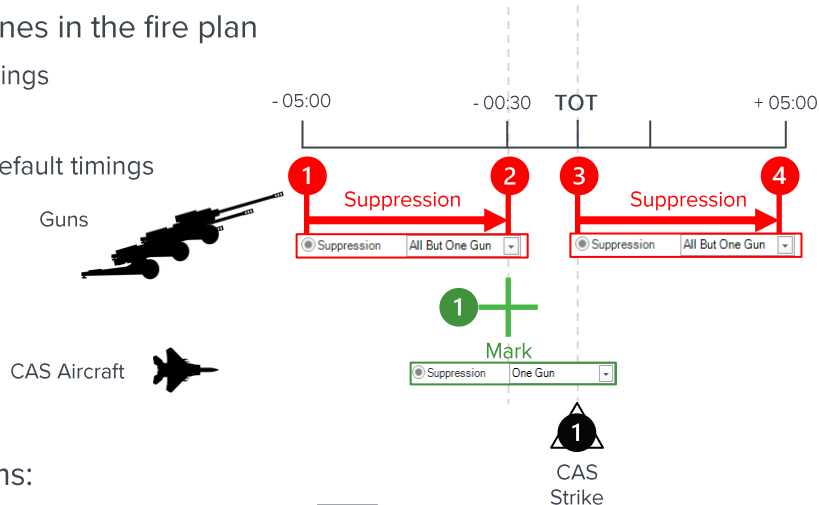 nes in the fire plan
ings
- 05:00 - 00:30 TOT + 05:00
efault timings
1 2 3 4
Suppression Suppression
Guns
Suppression All But One Gun Suppression All But One Gun
1
Mark
CAS Aircraft Suppression One Gun
1
ns:
CAS
Strike